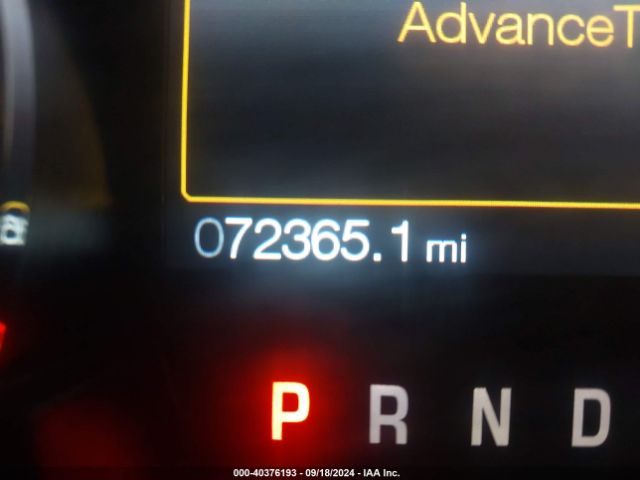 AdvanceT
072365.1 mi
P R N D
000-40376193 - 09/18/2024 - IAA Inc.